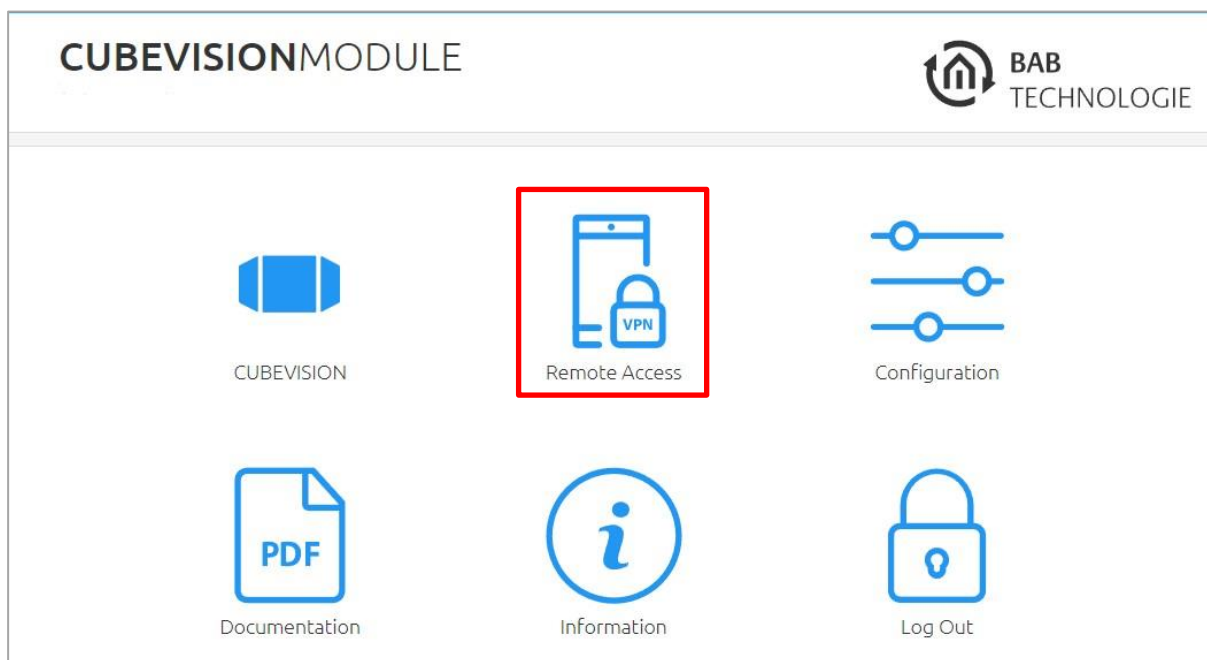 CUBEVISIONMODULE
BAB
TECHNOLOGIE
VPN
CUBEVISION
Remote Access
Configuration
PDF
i
Documentation
Information
Log Out